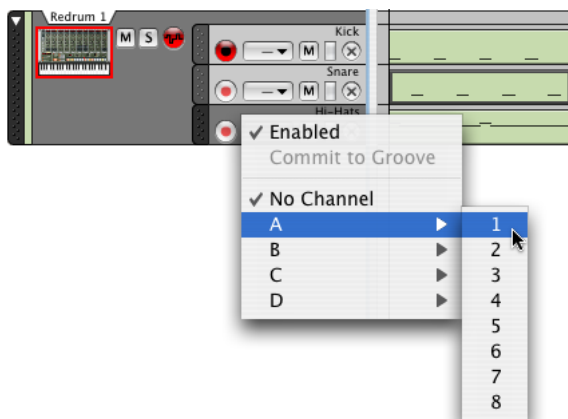 Redrum 1
M S
Kick
M
Snare
M
Hi-Hats
✓ Enabled
Commit to Groove
✓ No Channel
A
B
C
D
1
2
3
4
5
6
7
8